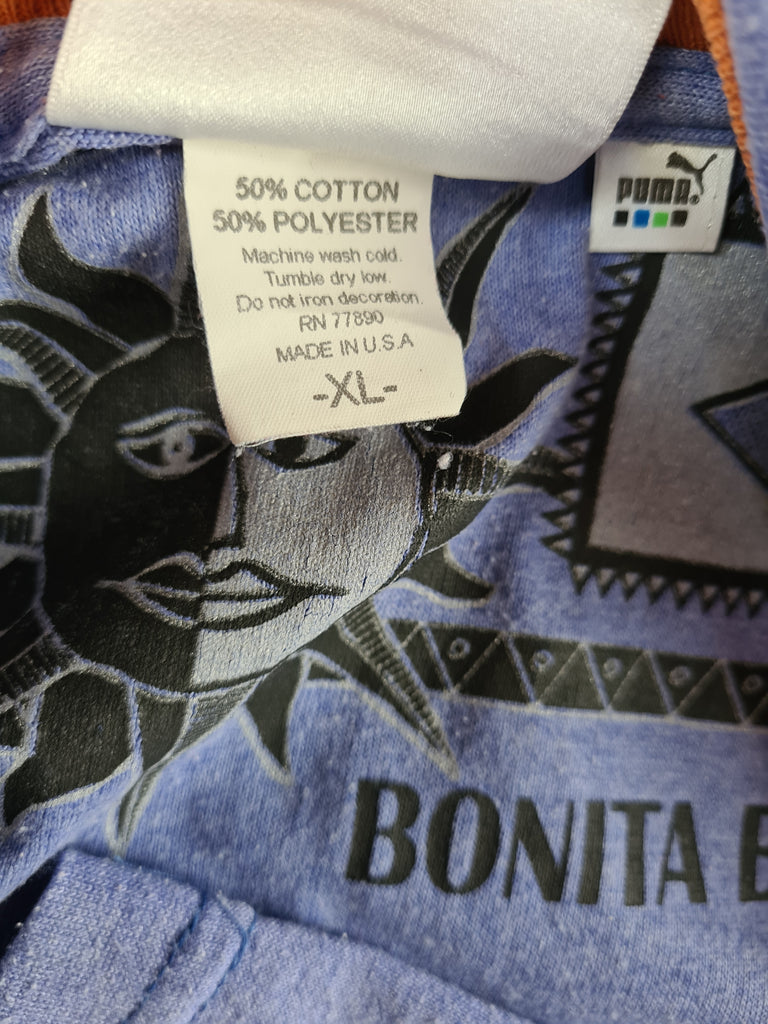 50% COTTON
50% POLYESTER
Machine wash cold.
Tumble dry low.
Do not iron decoration.
RN 77890
MADE IN U.S.A
-XL-
PUMA®
BONITA